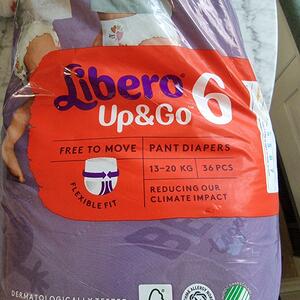 Libero
Up&Go 6
FREE TO MOVE
PANT DIAPERS
13-20 KG
36 PCS
FLEXIBLE FIT
REDUCING OUR
CLIMATE IMPACT
DERMATOLOGICALLY TESTED
FSC